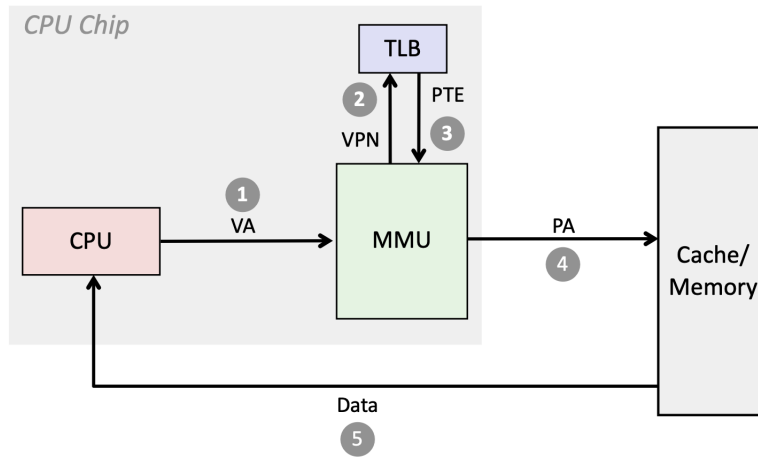 CPU Chip
TLB
2
PTE
VPN
3
1
VA
CPU
MMU
PA
4
Cache/
Memory
Data
5